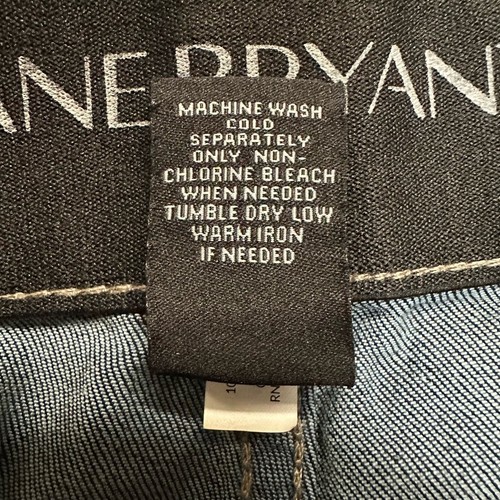 ANE BRYAN
MACHINE WASH
COLD
SEPARATELY
ONLY NON-
CHLORINE BLEACH
WHEN NEEDED
TUMBLE DRY LOW
WARM IRON
IF NEEDED
RN